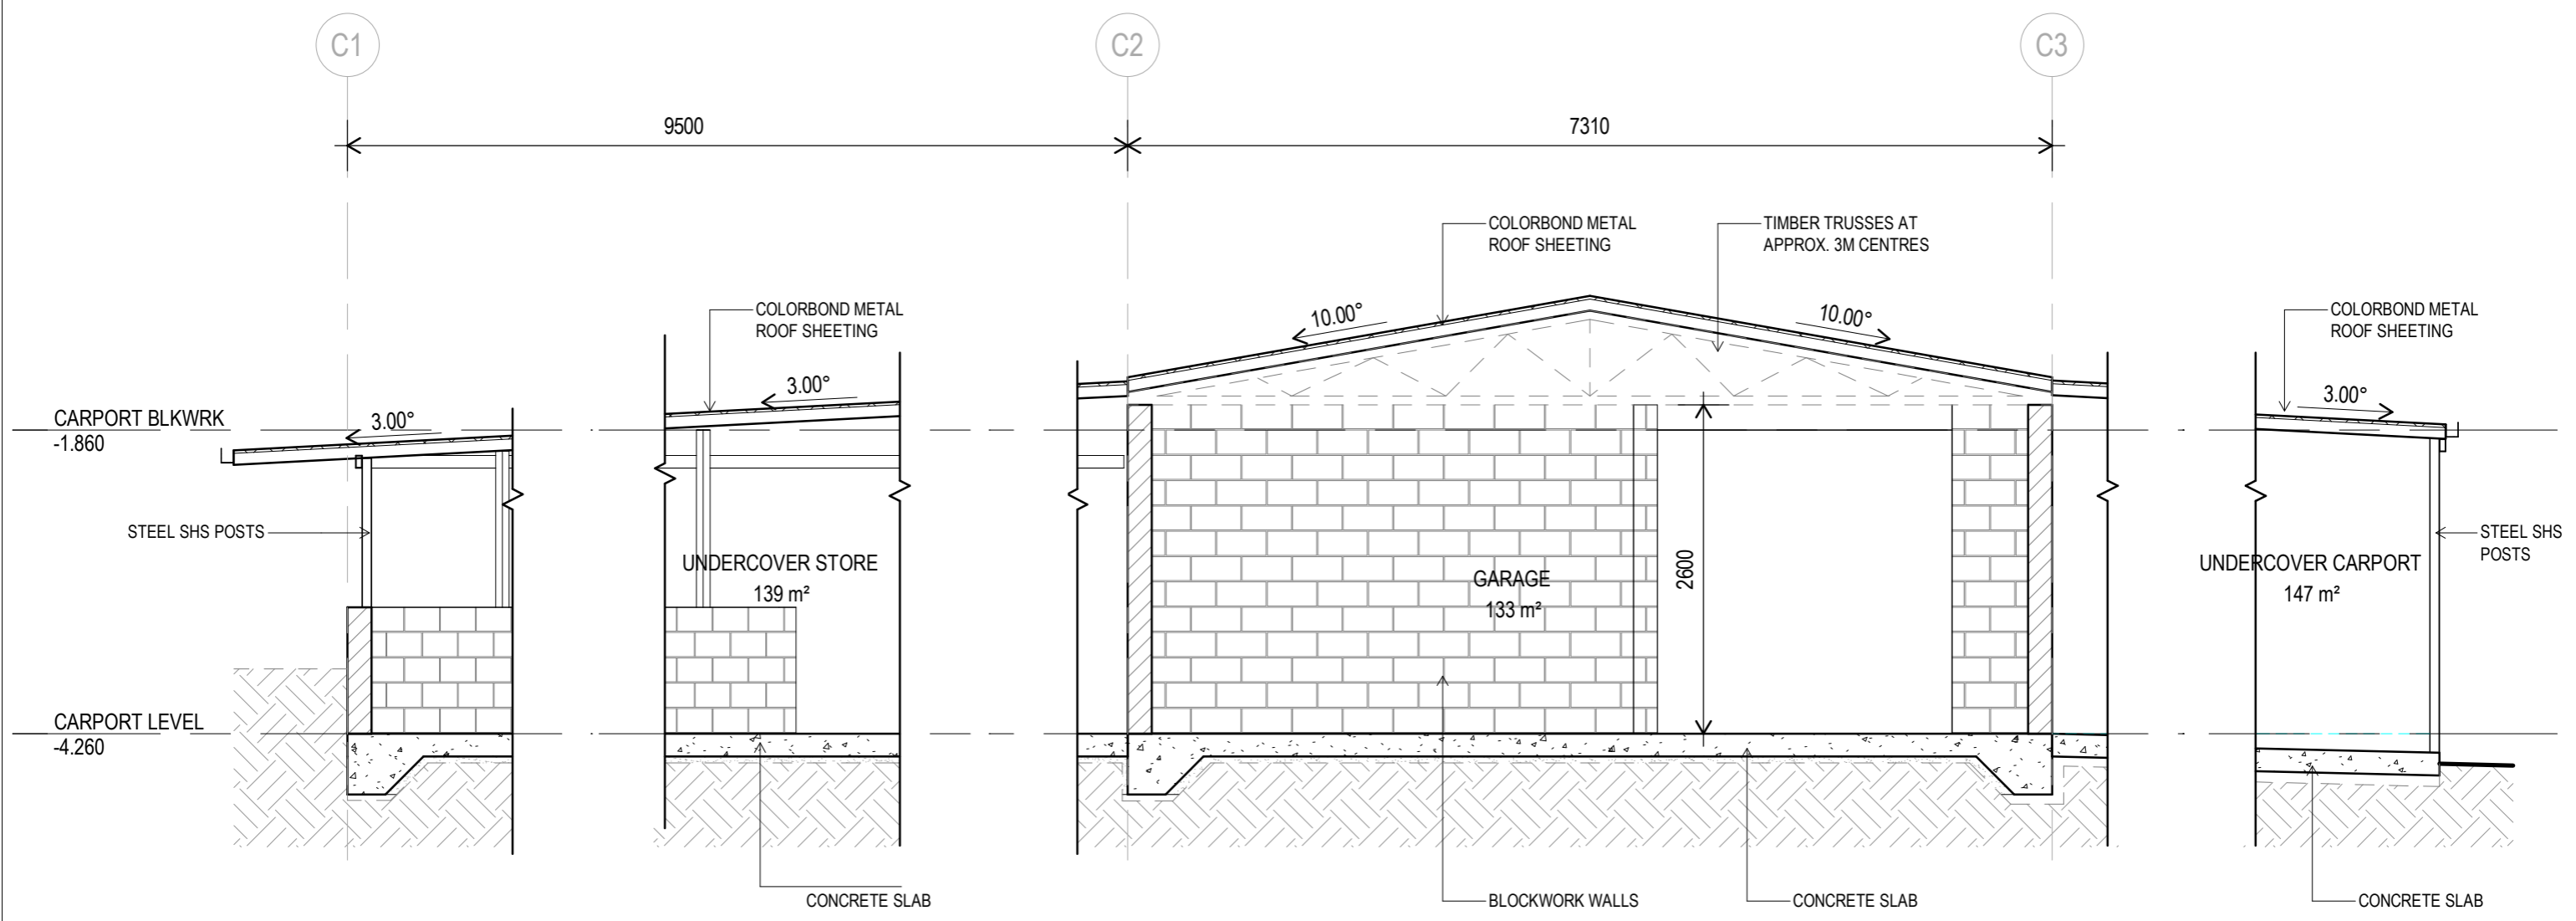 C1
C2
C3
9500
7310
COLORBOND METAL
ROOF SHEETING
TIMBER TRUSSES AT
APPROX. 3M CENTRES
COLORBOND METAL
ROOF SHEETING
10.00°
10.00°
COLORBOND METAL
ROOF SHEETING
3.00°
3.00°
3.00°
CARPORT BLKWRK
-1.860
STEEL SHS POSTS
UNDERCOVER STORE
139 m²
GARAGE
133 m²
2600
UNDERCOVER CARPORT
147 m²
STEEL SHS
POSTS
CARPORT LEVEL
-4.260
CONCRETE SLAB
BLOCKWORK WALLS
CONCRETE SLAB
CONCRETE SLAB